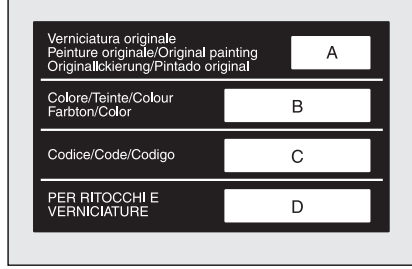 Verniciatura originale
Peinture originale/Original painting
Originallckierung/Pintado original
A
Colore/Teinte/Colour
Farbton/Color
B
Codice/Code/Codigo
C
PER RITOCCHI E
VERNICIATURE
D